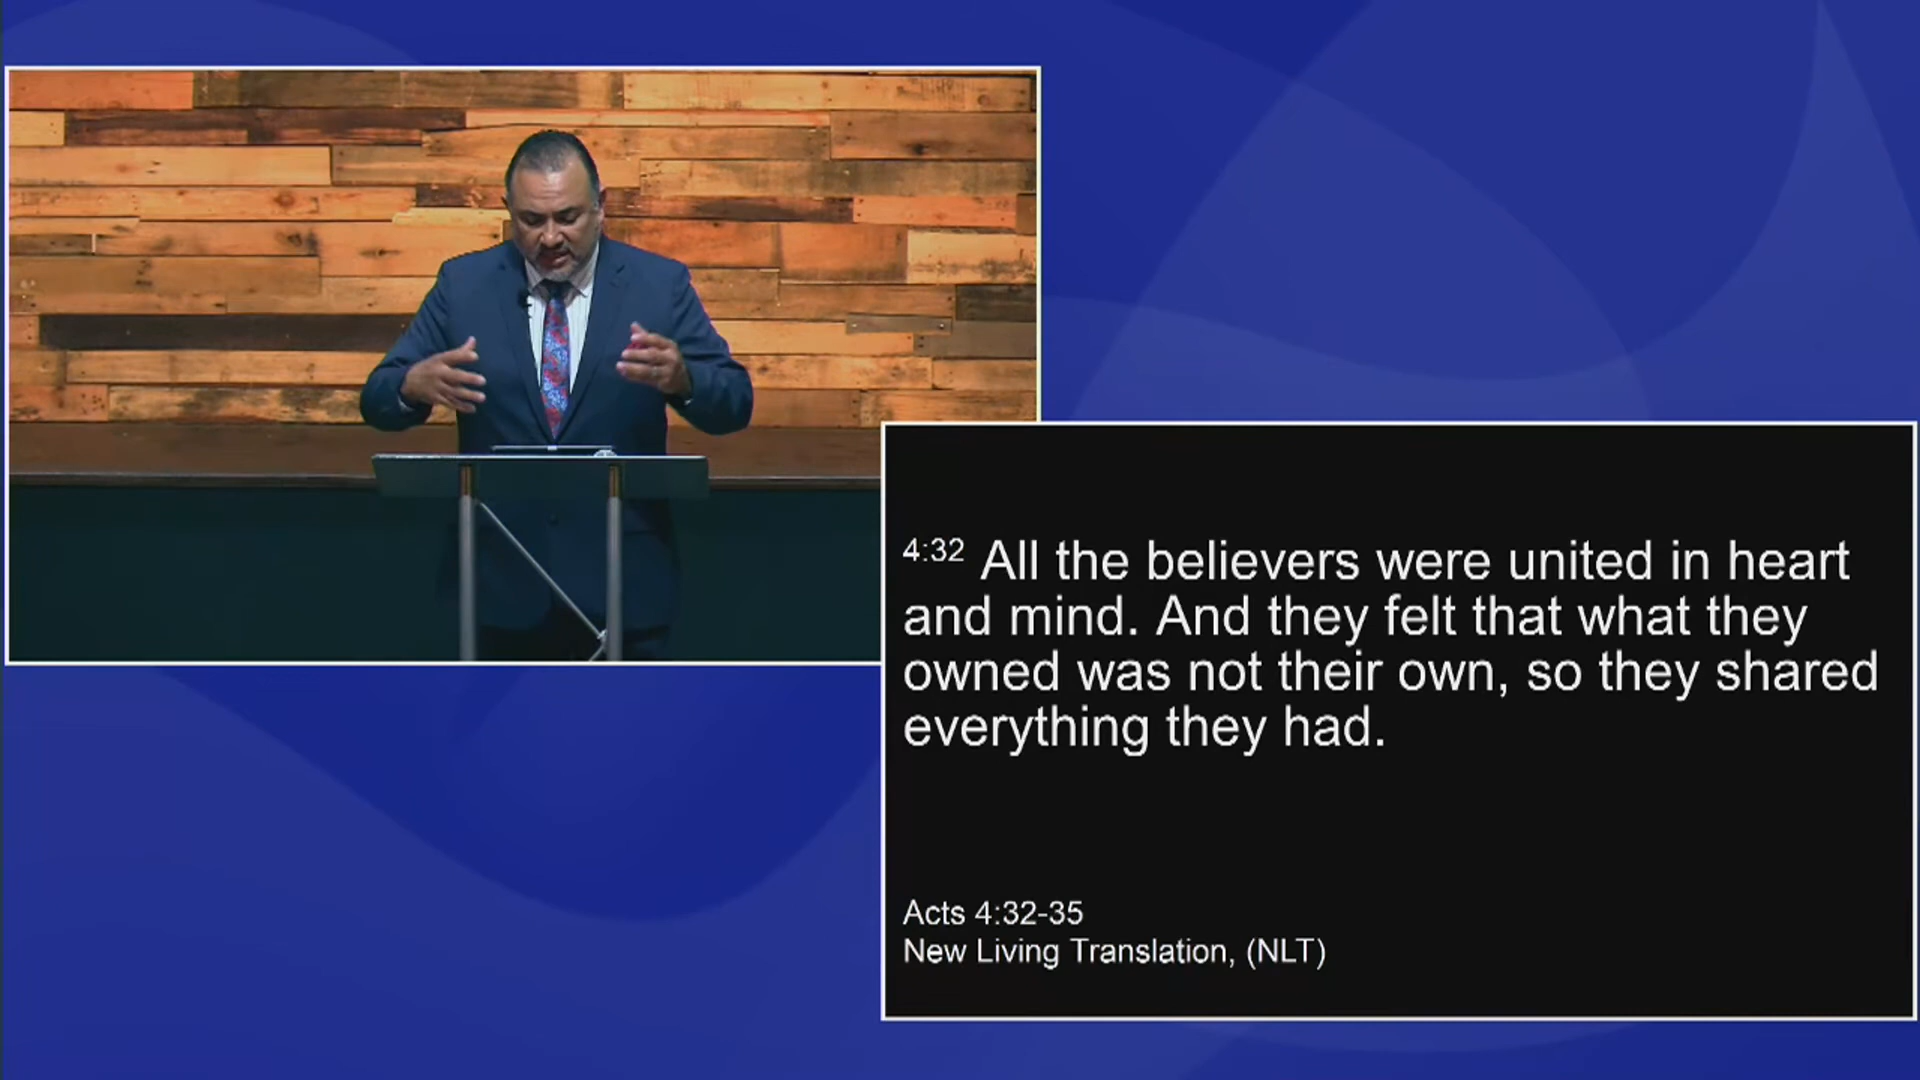 4:32 All the believers were united in heart
and mind. And they felt that what they
owned was not their own, so they shared
everything they had.
Acts 4:32-35
New Living Translation, (NLT)